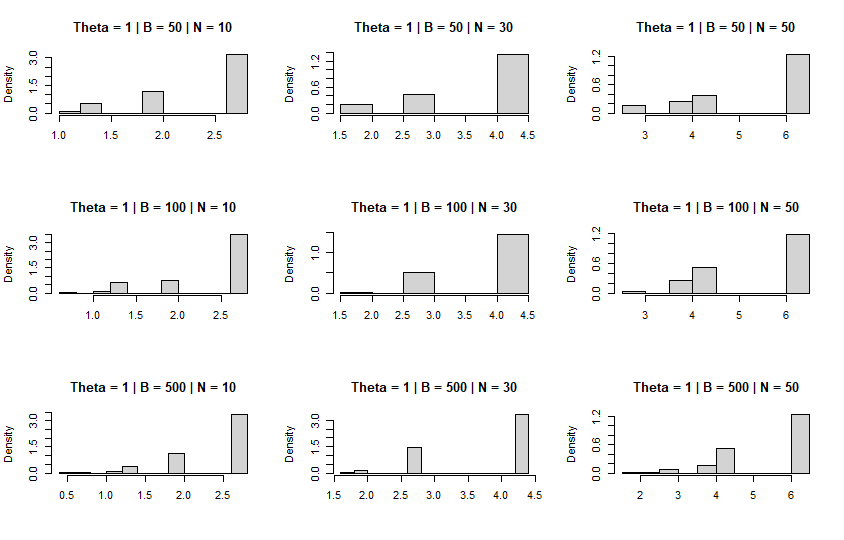 Theta = 1 | B = 50 | N = 10
Density
0.0 1.5 3.0
1.0 1.5 2.0 2.5
Theta = 1 | B = 50 | N = 30
Density
0.0 0.6 1.2
1.5 2.0 2.5 3.0 3.5 4.0 4.5
Theta = 1 | B = 50 | N = 50
Density
0.0 0.6 1.2
3 4 5 6
Theta = 1 | B = 100 | N = 10
Density
0.0 1.5 3.0
1.0 1.5 2.0 2.5
Theta = 1 | B = 100 | N = 30
Density
0.0 1.0
1.5 2.0 2.5 3.0 3.5 4.0 4.5
Theta = 1 | B = 100 | N = 50
Density
0.0 0.6 1.2
3 4 5 6
Theta = 1 | B = 500 | N = 10
Density
0.0 1.5 3.0
0.5 1.0 1.5 2.0 2.5
Theta = 1 | B = 500 | N = 30
Density
0.0 1.5 3.0
1.5 2.0 2.5 3.0 3.5 4.0 4.5
Theta = 1 | B = 500 | N = 50
Density
0.0 0.6 1.2
2 3 4 5 6